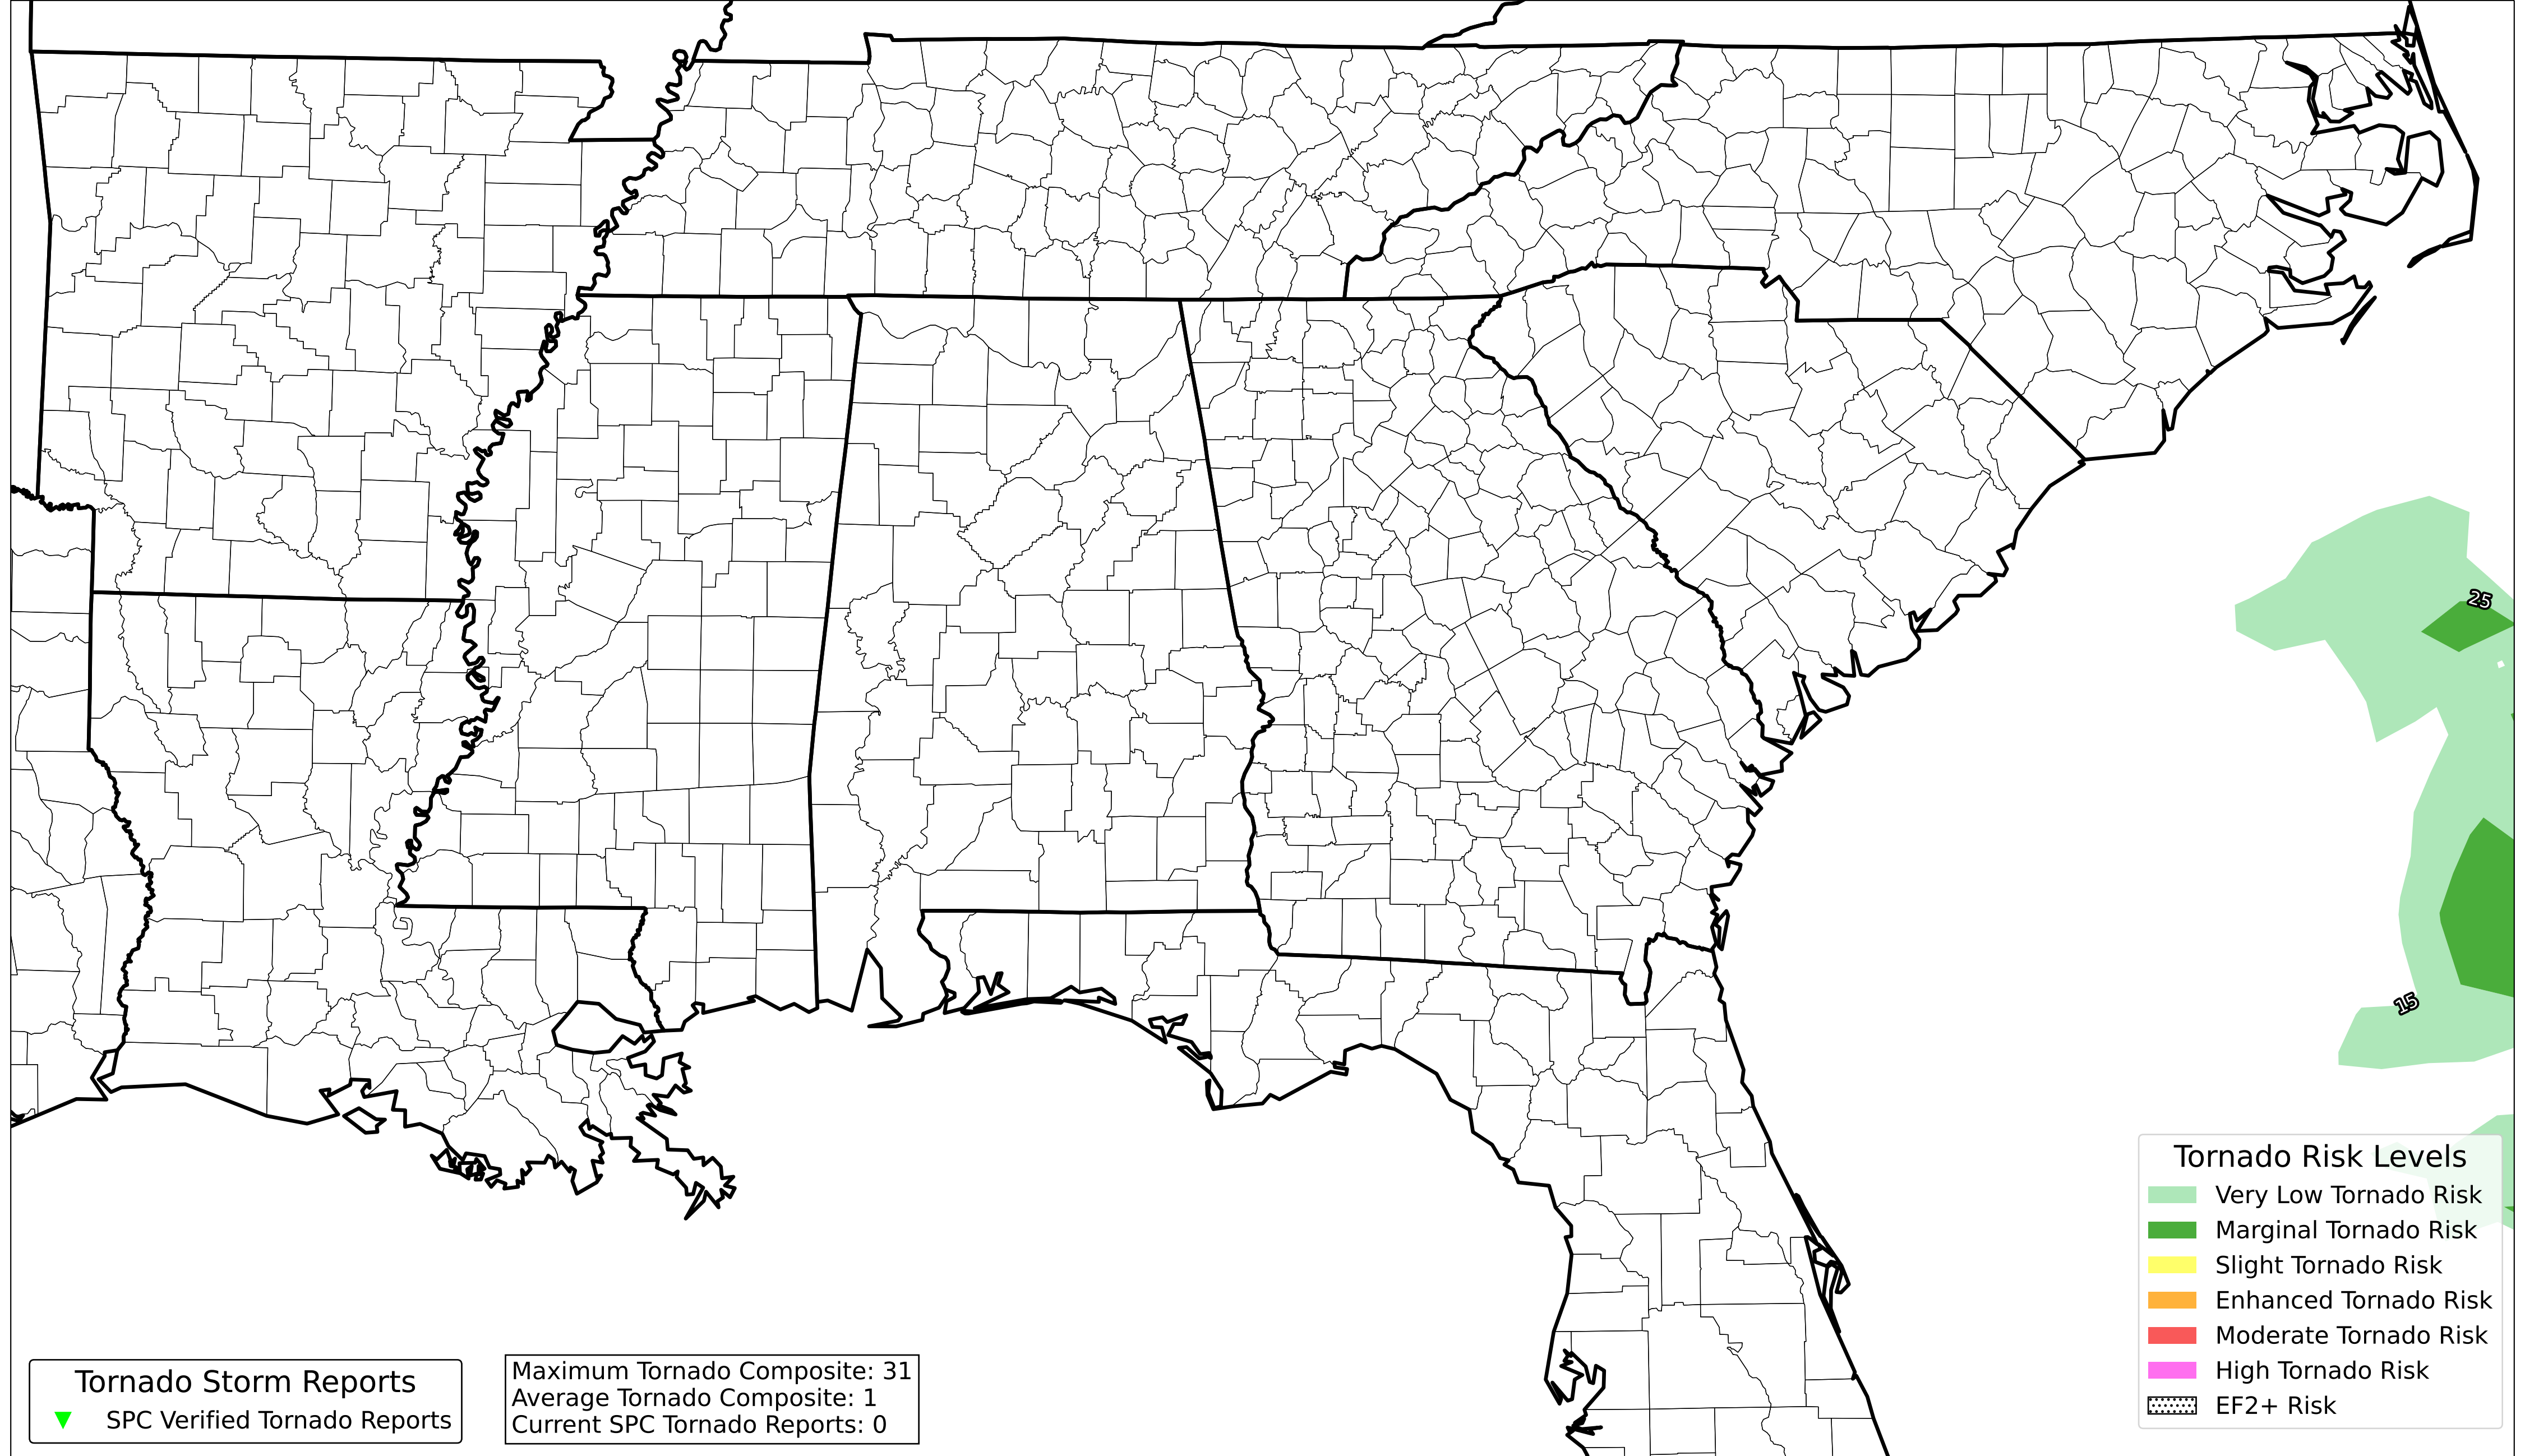 25
15
Tornado Risk Levels
Very Low Tornado Risk
Marginal Tornado Risk
Slight Tornado Risk
Enhanced Tornado Risk
Moderate Tornado Risk
High Tornado Risk
EF2+ Risk
Tornado Storm Reports
SPC Verified Tornado Reports
Maximum Tornado Composite: 31
Average Tornado Composite: 1
Current SPC Tornado Reports: 0